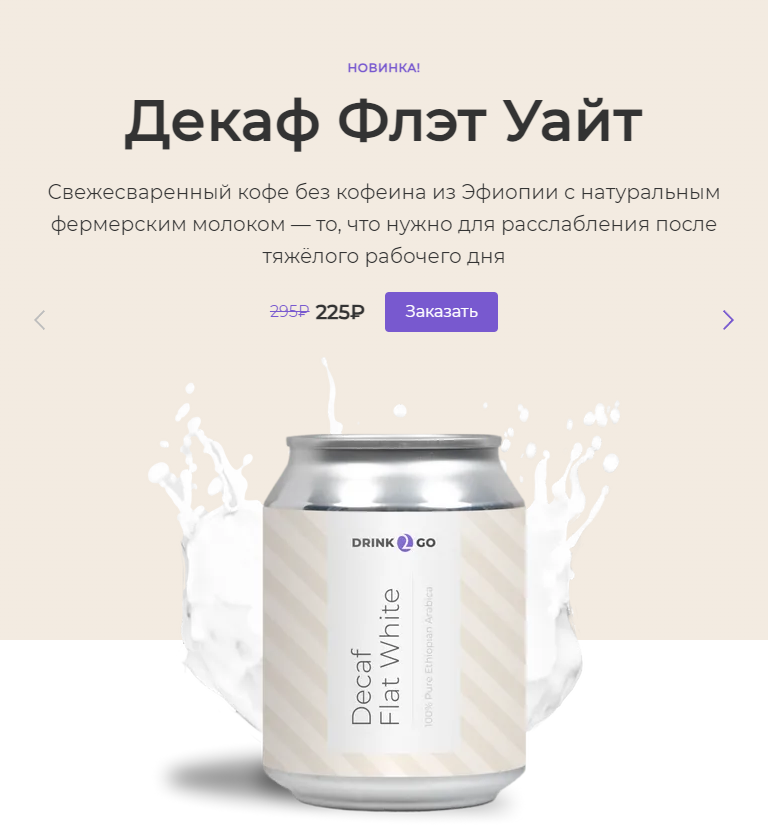 НОВИНКА!
Декаф Флэт Уайт
Свежесваренный кофе без кофеина из Эфиопии с натуральным
фермерским молоком — то, что нужно для расслабления после
тяжёлого рабочего дня
295₽ 225₽ Заказать
DRINK 2 GO
Decaf
Flat White
100% Pure Ethiopian Arabica